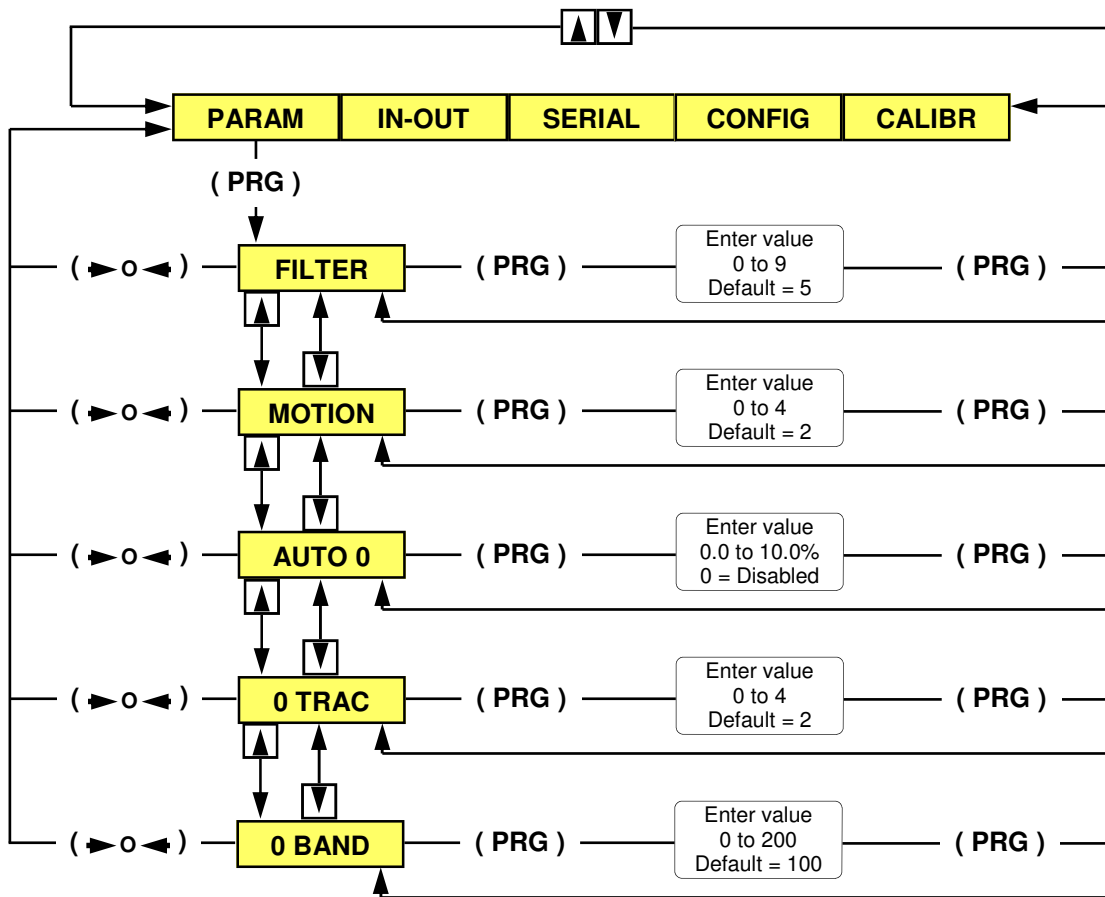 PARAM IN-OUT SERIAL CONFIG CALIBR
( PRG )
( ►o◄ ) FILTER ( PRG ) Enter value ( PRG )
0 to 9
Default = 5
( ►o◄ ) MOTION ( PRG ) Enter value ( PRG )
0 to 4
Default = 2
( ►o◄ ) AUTO 0 ( PRG ) Enter value ( PRG )
0.0 to 10.0%
0 = Disabled
( ►o◄ ) 0 TRAC ( PRG ) Enter value ( PRG )
0 to 4
Default = 2
( ►o◄ ) 0 BAND ( PRG ) Enter value ( PRG )
0 to 200
Default = 100